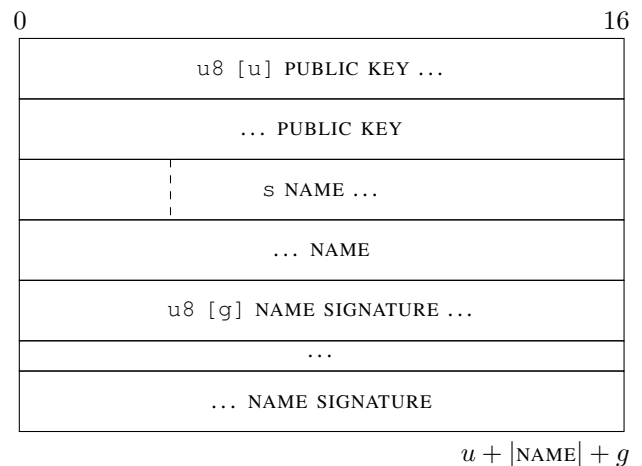 0 16
u8 [u] PUBLIC KEY ...
... PUBLIC KEY
s NAME ...
... NAME
u8 [g] NAME SIGNATURE ...
...
... NAME SIGNATURE
u + |NAME| + g